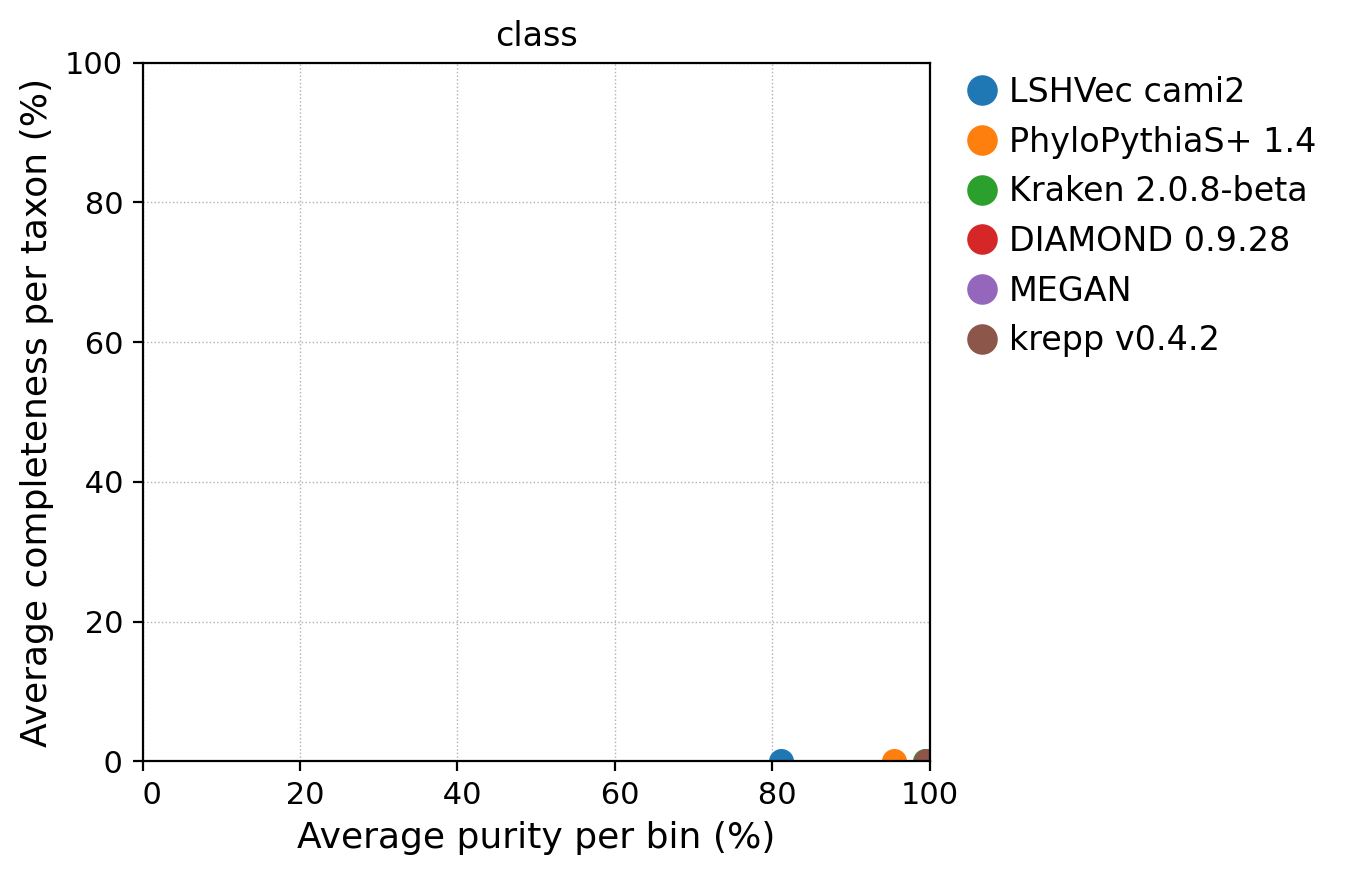 class
100
80
60
40
20
0
Average completeness per taxon (%)
0 20 40 60 80 100
Average purity per bin (%)
LSHVec cami2
PhyloPythiaS+ 1.4
Kraken 2.0.8-beta
DIAMOND 0.9.28
MEGAN
krepp v0.4.2